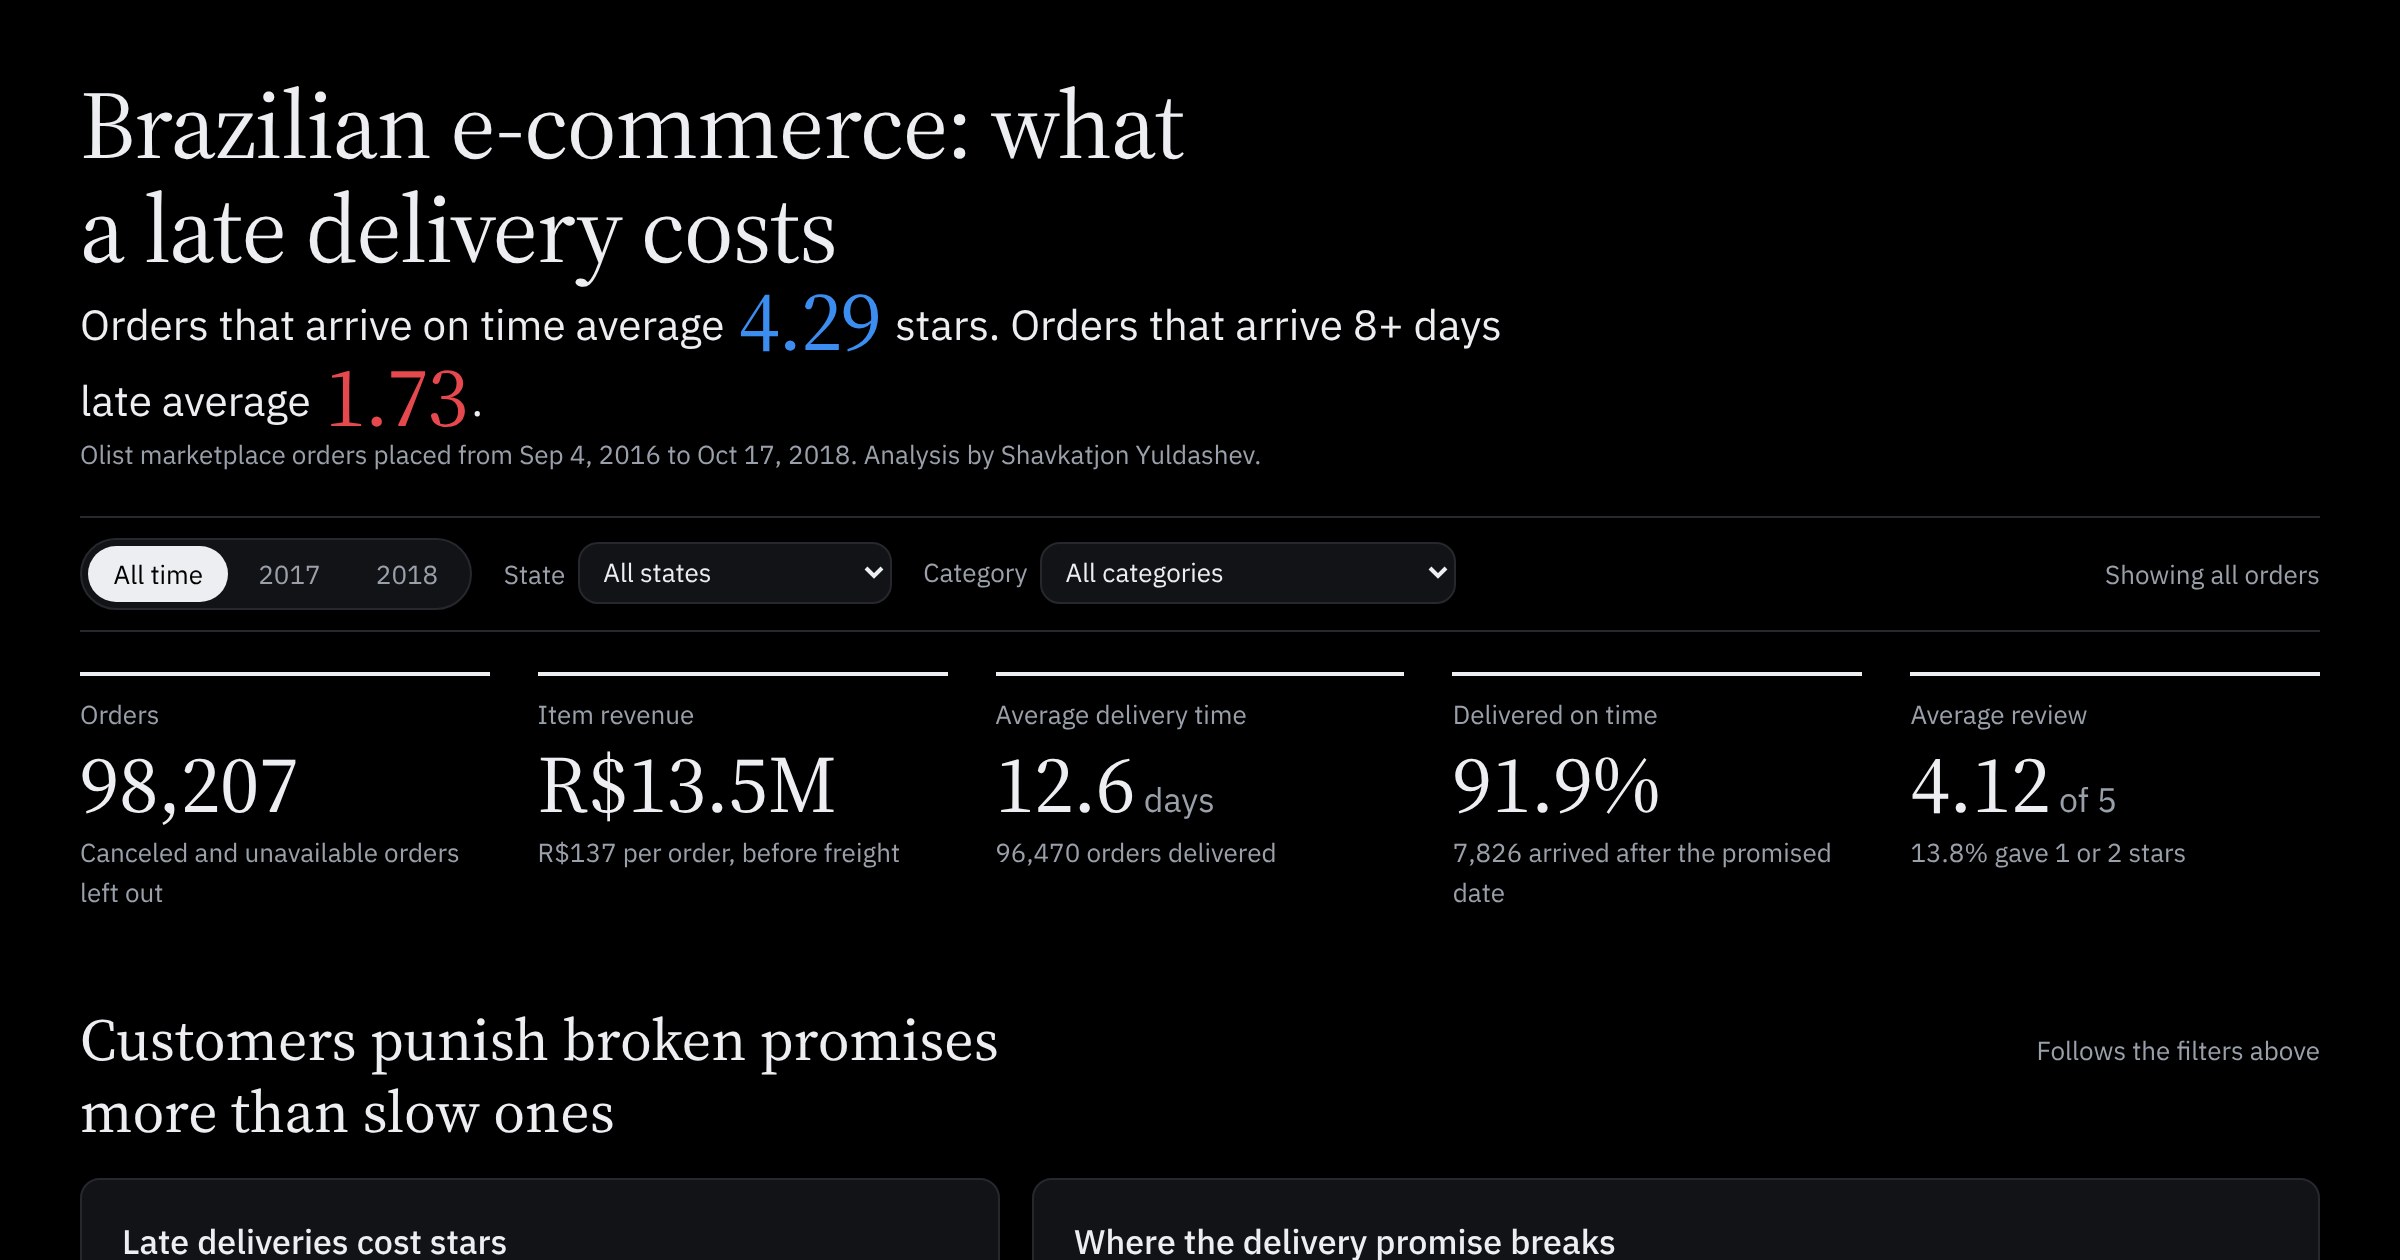 Brazilian e-commerce: what
a late delivery costs
Orders that arrive on time average 4.29 stars. Orders that arrive 8+ days
late average 1.73.
Olist marketplace orders placed from Sep 4, 2016 to Oct 17, 2018. Analysis by Shavkatjon Yuldashev.
All time 2017 2018 State All states Category All categories Showing all orders
Orders
98,207
Canceled and unavailable orders
left out
Item revenue
R$13.5M
R$137 per order, before freight
Average delivery time
12.6 days
96,470 orders delivered
Delivered on time
91.9%
7,826 arrived after the promised
date
Average review
4.12 of 5
13.8% gave 1 or 2 stars
Customers punish broken promises
more than slow ones
Follows the filters above
Late deliveries cost stars
Where the delivery promise breaks